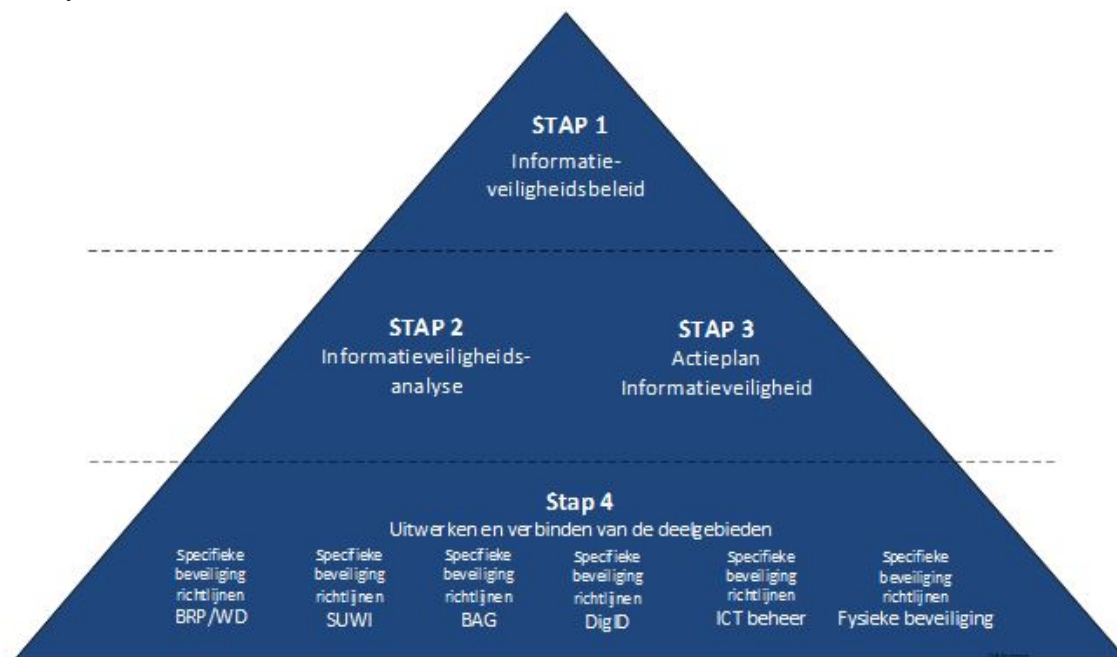 STAP 1
Informatie-
veiligheidsbeleid
STAP 2
Informatieveiligheids-
analyse
STAP 3
Actieplan
Informatieveiligheid
Stap 4
Uitwerken en verbinden van de deelgebieden
Specifieke
beveiliging
richtlijnen
BRP/WD
Specifieke
beveiliging
richtlijnen
SUWI
Specifieke
beveiliging
richtlijnen
BAG
Specifieke
beveiliging
richtlijnen
DigID
Specifieke
beveiliging
richtlijnen
ICT beheer
Specifieke
beveiliging
richtlijnen
Fysieke beveiliging